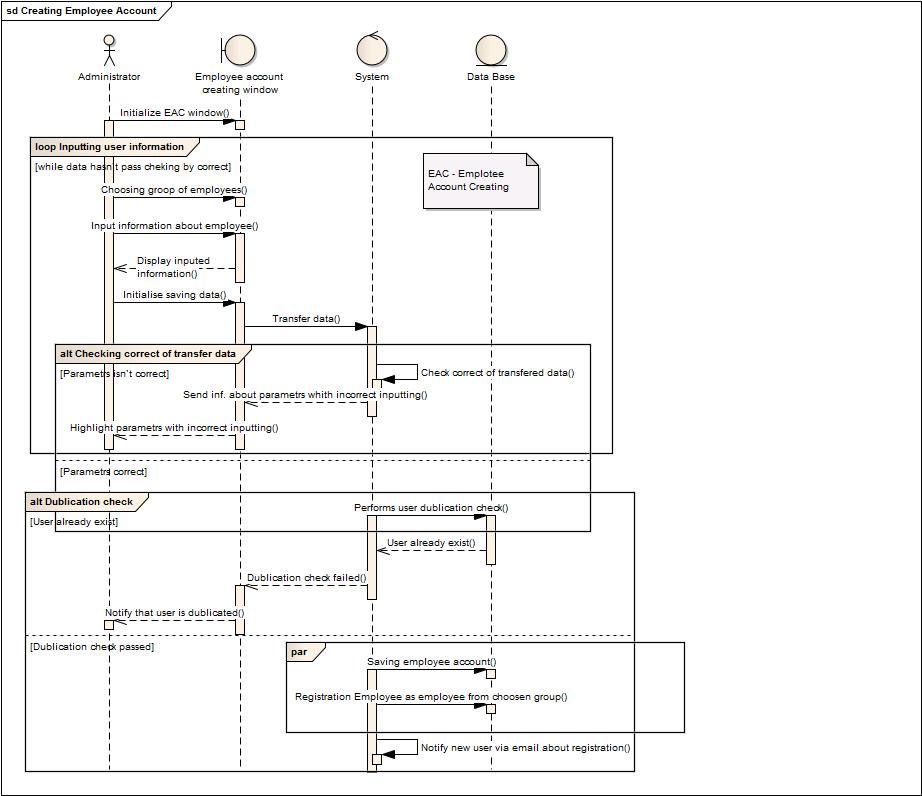 sd Creating Employee Account
Administrator
Employee account
creating window
System
Data Base
Initialize EAC window()
loop Inputting user information
[while data hasn't pass cheking by correct]
EAC - Emplotee
Account Creating
Choosing group of employees()
Input information about employee()
Display inputed
information()
Initialise saving data()
Transfer data()
alt Checking correct of transfer data
[Parametrs isn`t correct]
Check correct of transfered data()
Send inf. about parametrs whith incorrect inputting()
Highlight parametrs with incorrect inputting()
[Parametrs correct]
alt Dublication check
Performs user dublication check()
[User already exist]
User already exist()
Dublication check failed()
Notify that user is dublicated()
[Dublication check passed]
par
Saving employee account()
Registration Employee as employee from choosen group()
Notify new user via email about registration()